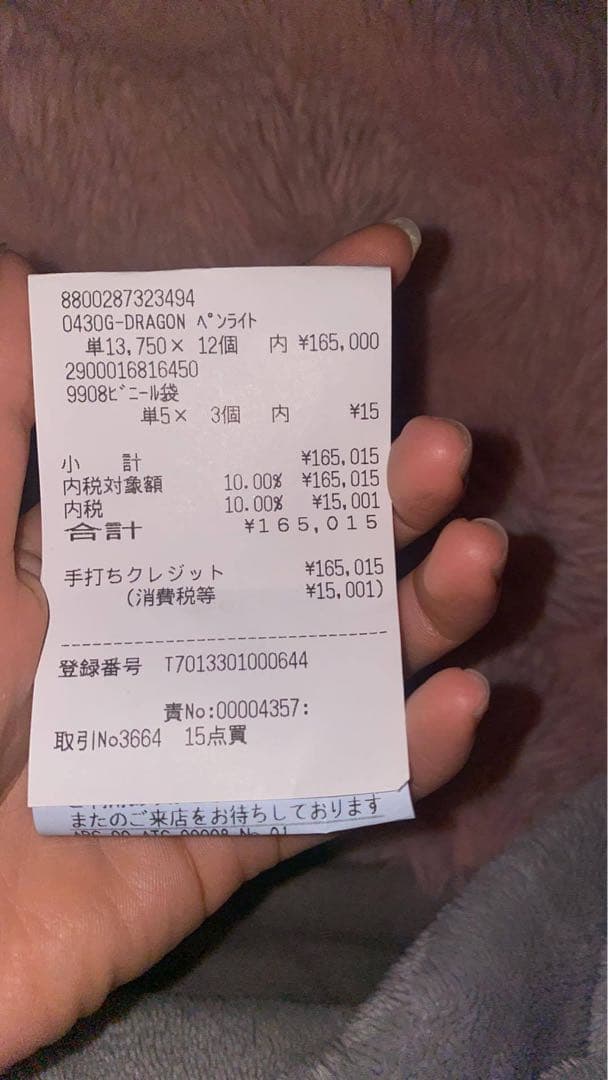 8800287323494
0430G-DRAGON ペンライト
単13,750× 12個 内 ¥165,000
2900016816450
9908ビニール袋
単5× 3個 内 ¥15
小 計 ¥165,015
内税対象額 10.00% ¥165,015
内税 10.00% ¥15,001
合計 ¥165,015
手打ちクレジット ¥165,015
(消費税等 ¥15,001)
登録番号 T7013301000644
責No:00004357:
取引No3664 15点買
またのご来店をお待ちしております